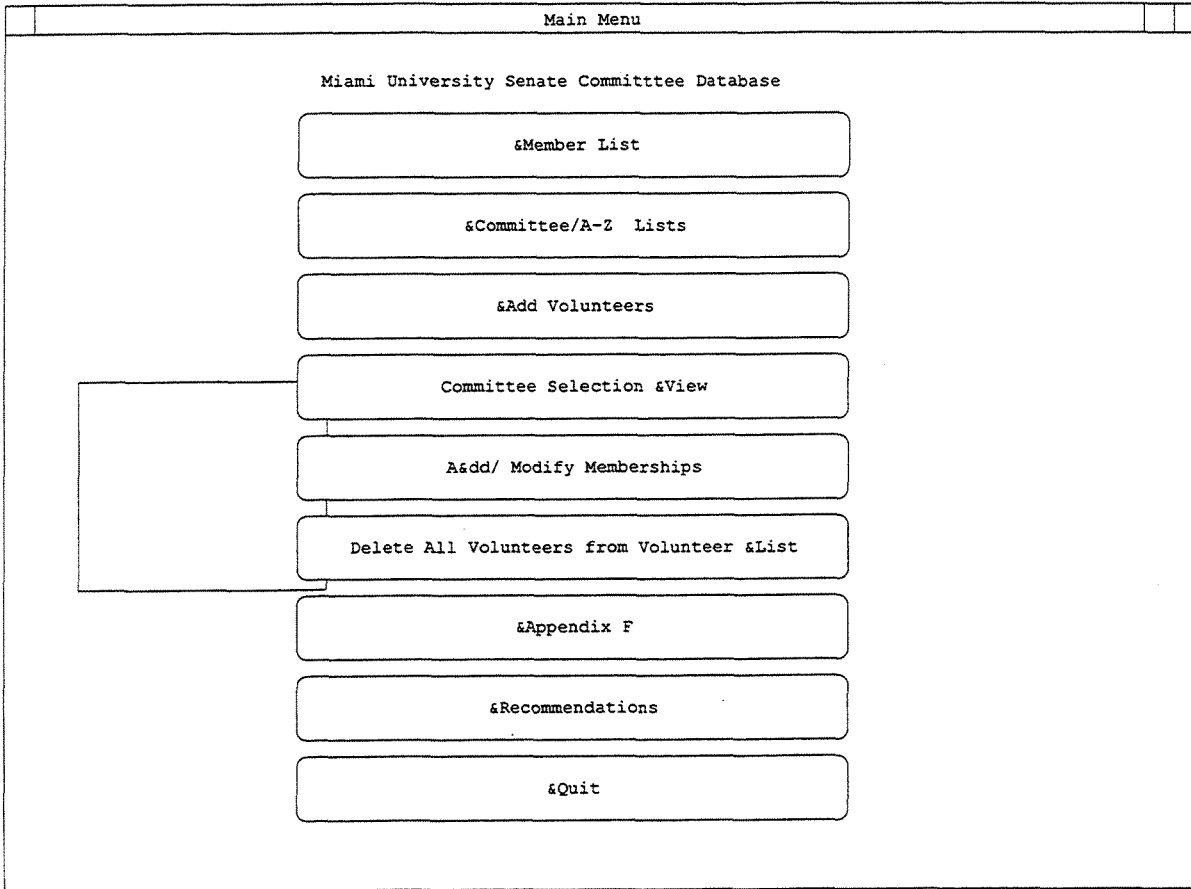 Main Menu
Miami University Senate Committtee Database
&Member List
&Committee/A-Z Lists
&Add Volunteers
Committee Selection &View
A&dd/ Modify Memberships
Delete All Volunteers from Volunteer &List
&Appendix F
&Recommendations
&Quit